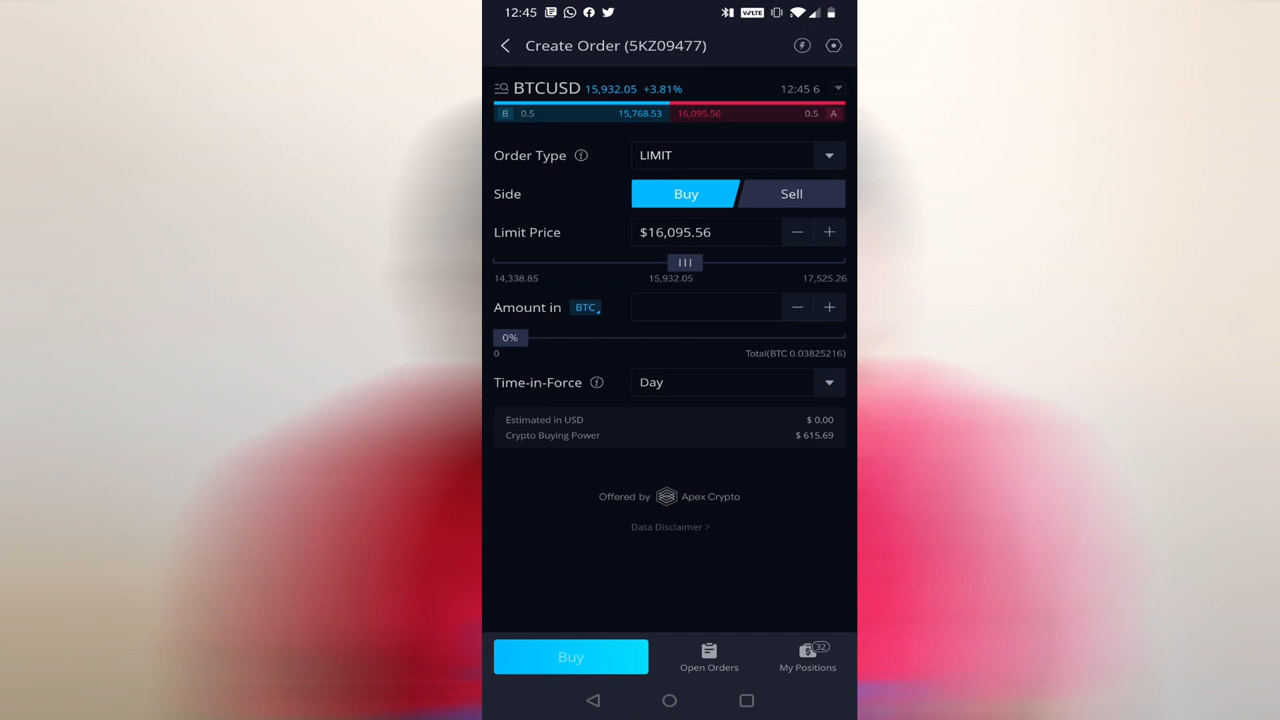 12:45 VoLTE
Create Order (5KZ09477)
BTCUSD 15,932.05 +3.81% 12:45 6
B 0.5 15,768.53 16,095.56 0.5 A
Order Type LIMIT
Side Buy Sell
Limit Price $16,095.56
14,338.85 15,932.05 17,525.26
Amount in BTC
0%
0 Total(BTC 0.03825216)
Time-in-Force Day
Estimated in USD $ 0.00
Crypto Buying Power $ 615.69
Offered by Apex Crypto
Data Disclaimer >
Buy Open Orders My Positions 32